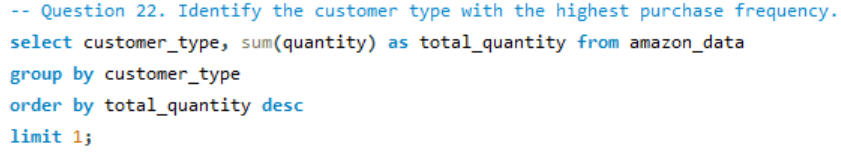 -- Question 22. Identify the customer type with the highest purchase frequency.
select customer_type, sum(quantity) as total_quantity from amazon_data
group by customer_type
order by total_quantity desc
limit 1;